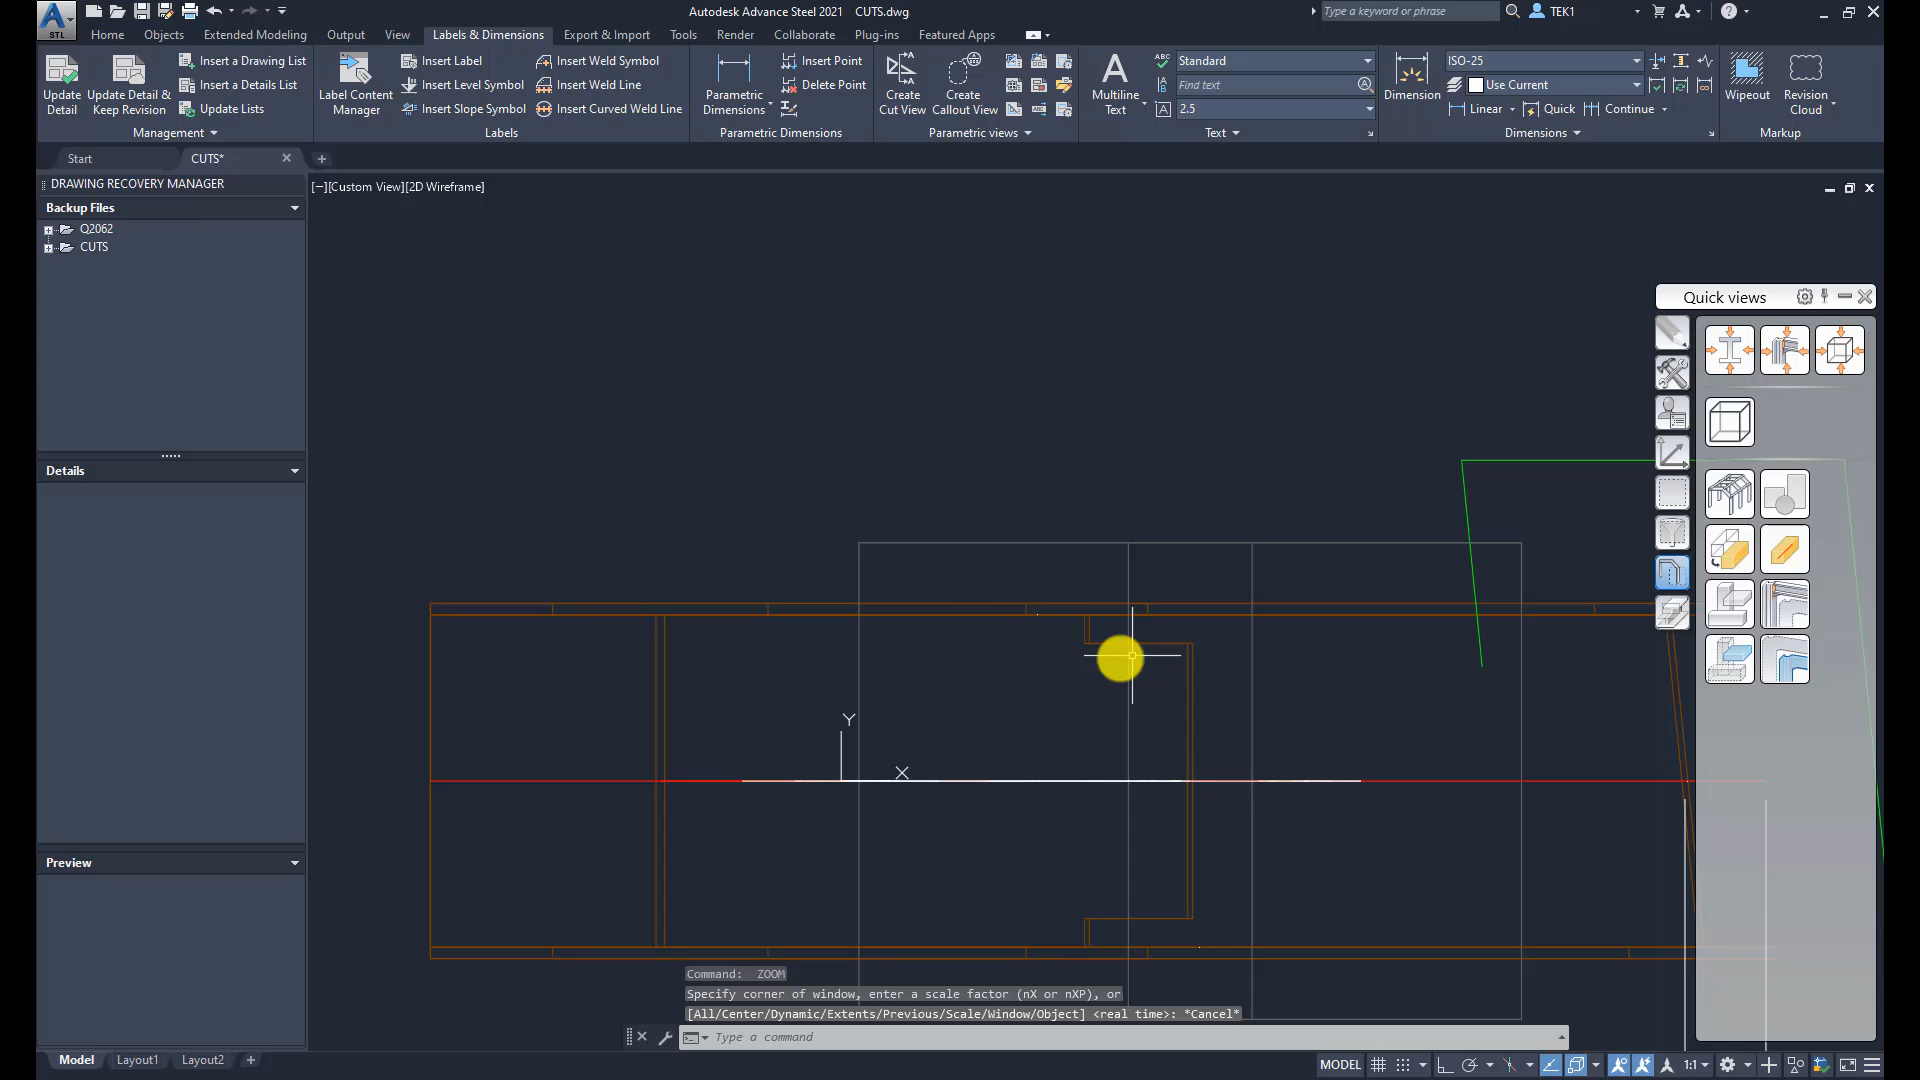 STL
Autodesk Advance Steel 2021 CUTS.dwg
Type a keyword or phrase
TEK1
Home Objects Extended Modeling Output View Labels & Dimensions Export & Import Tools Render Collaborate Plug-ins Featured Apps
Update Detail
Update Detail & Keep Revision
Insert a Drawing List
Insert a Details List
Update Lists
Management
Label Content Manager
Insert Label
Insert Level Symbol
Insert Slope Symbol
Insert Weld Symbol
Insert Weld Line
Insert Curved Weld Line
Labels
Parametric Dimensions
Insert Point
Delete Point
Parametric Dimensions
Create Cut View
Create Callout View
Parametric views
Multiline Text
ABC
Standard
Find text
2.5
Text
Dimension
ISO-25
Use Current
Linear Quick Continue
Dimensions
Wipeout
Revision Cloud
Markup
Start CUTS*
DRAWING RECOVERY MANAGER
Backup Files
Q2062
CUTS
Details
Preview
[−][Custom View][2D Wireframe]
Quick views
Y
X
Command: ZOOM
Specify corner of window, enter a scale factor (nX or nXP), or
[All/Center/Dynamic/Extents/Previous/Scale/Window/Object] <real time>: *Cancel*
Type a command
Model Layout1 Layout2
MODEL
1:1